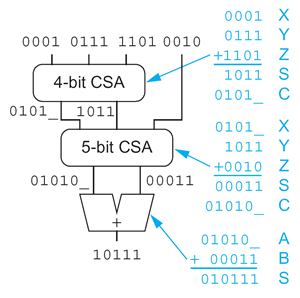 0001 X
0111 Y
+1101 Z
1011 S
0101_ C
0001 0111 1101 0010
4-bit CSA
0101_ 1011
5-bit CSA
0101_ X
1011 Y
+0010 Z
00011 S
01010_ C
01010_ 00011
+
10111
01010_ A
+ 00011 B
010111 S